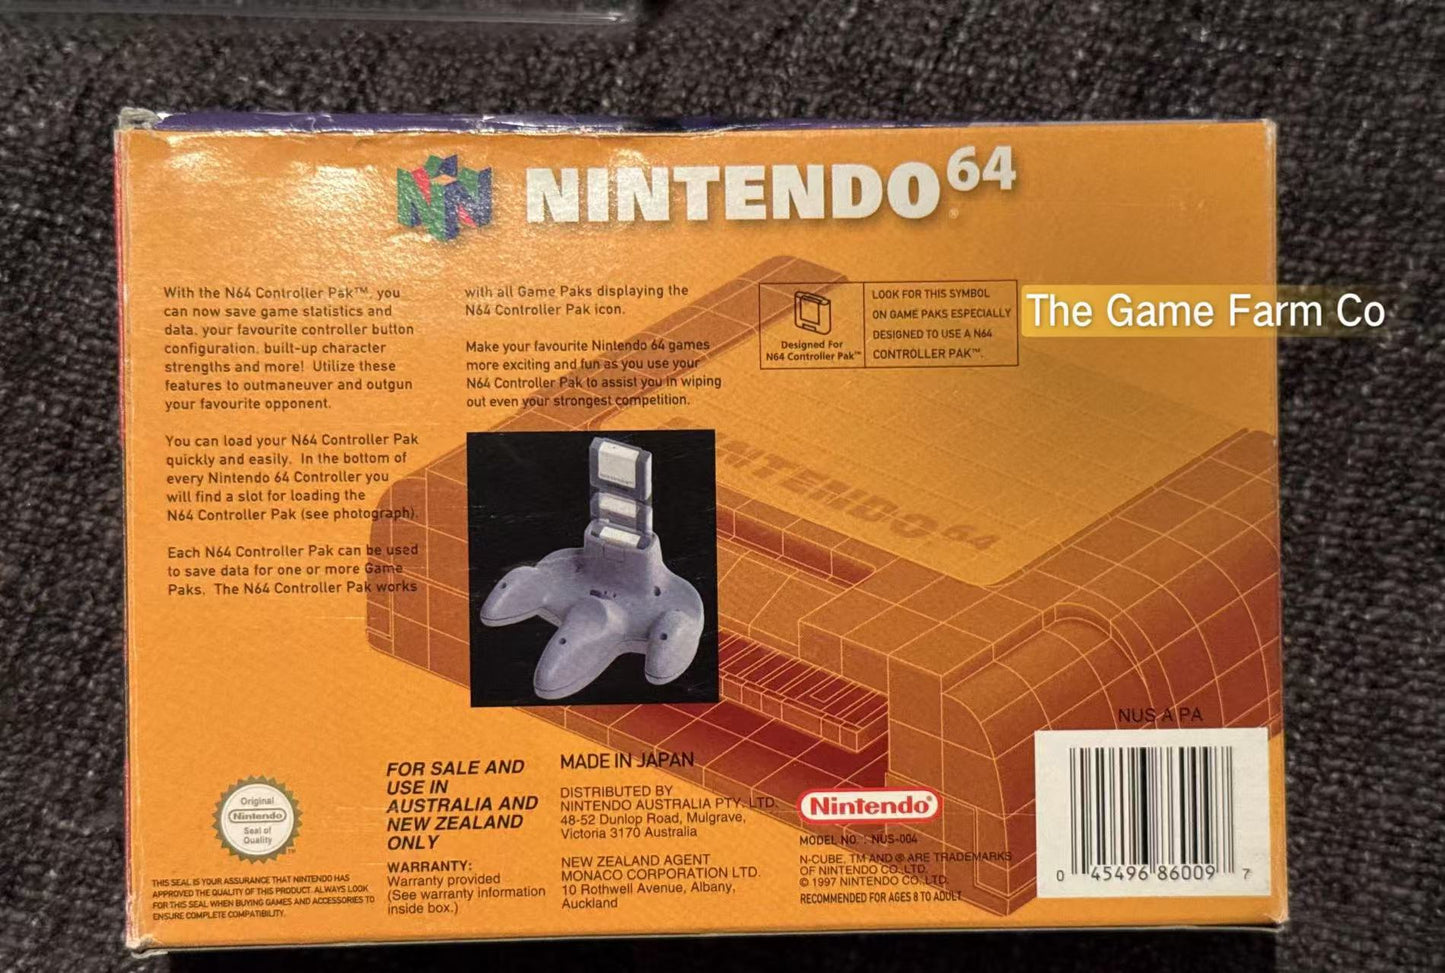 NINTENDO64
®
With the N64 Controller Pak™, you
can now save game statistics and
data, your favourite controller button
configuration, built-up character
strengths and more! Utilize these
features to outmaneuver and outgun
your favourite opponent.
You can load your N64 Controller Pak
quickly and easily. In the bottom of
every Nintendo 64 Controller you
will find a slot for loading the
N64 Controller Pak (see photograph).
Each N64 Controller Pak can be used
to save data for one or more Game
Paks. The N64 Controller Pak works
with all Game Paks displaying the
N64 Controller Pak icon.
Make your favourite Nintendo 64 games
more exciting and fun as you use your
N64 Controller Pak to assist you in wiping
out even your strongest competition.
Designed For
N64 Controller Pak™
LOOK FOR THIS SYMBOL
ON GAME PAKS ESPECIALLY
DESIGNED TO USE A N64
CONTROLLER PAK™.
The Game Farm Co
NINTENDO64
Original
Nintendo
Seal of
Quality
TM
THIS SEAL IS YOUR ASSURANCE THAT NINTENDO HAS
APPROVED THE QUALITY OF THIS PRODUCT. ALWAYS LOOK
FOR THIS SEAL WHEN BUYING GAMES AND ACCESSORIES TO
ENSURE COMPLETE COMPATIBILITY.
FOR SALE AND
USE IN
AUSTRALIA AND
NEW ZEALAND
ONLY
WARRANTY:
Warranty provided
(See warranty information
inside box.)
MADE IN JAPAN
DISTRIBUTED BY
NINTENDO AUSTRALIA PTY. LTD.
48-52 Dunlop Road, Mulgrave,
Victoria 3170 Australia
NEW ZEALAND AGENT
MONACO CORPORATION LTD.
10 Rothwell Avenue, Albany,
Auckland
Nintendo®
MODEL NO. : NUS-004
N-CUBE, TM AND ® ARE TRADEMARKS
OF NINTENDO CO., LTD.
© 1997 NINTENDO CO., LTD.
RECOMMENDED FOR AGES 8 TO ADULT
NUS A PA
0 45496 86009 7